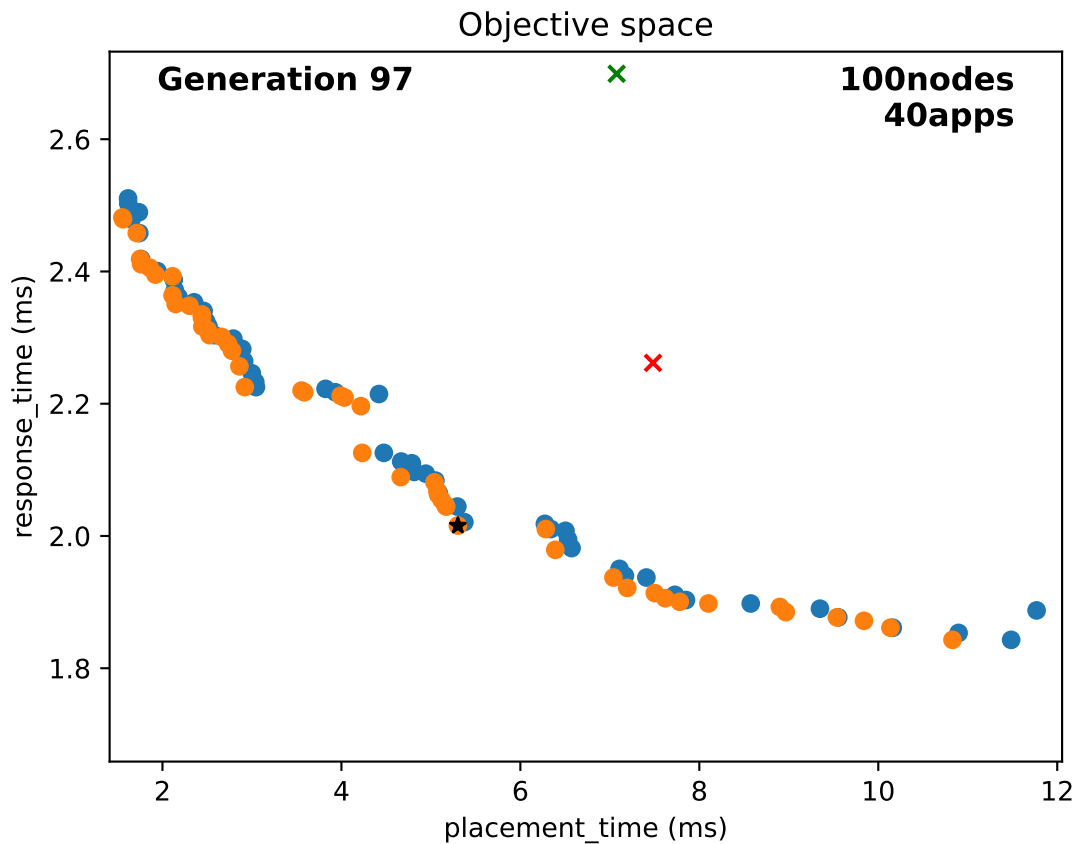 Objective space
Generation 97
100nodes
40apps
2.6
2.4
2.2
2.0
1.8
response_time (ms)
2
4
6
8
10
12
placement_time (ms)